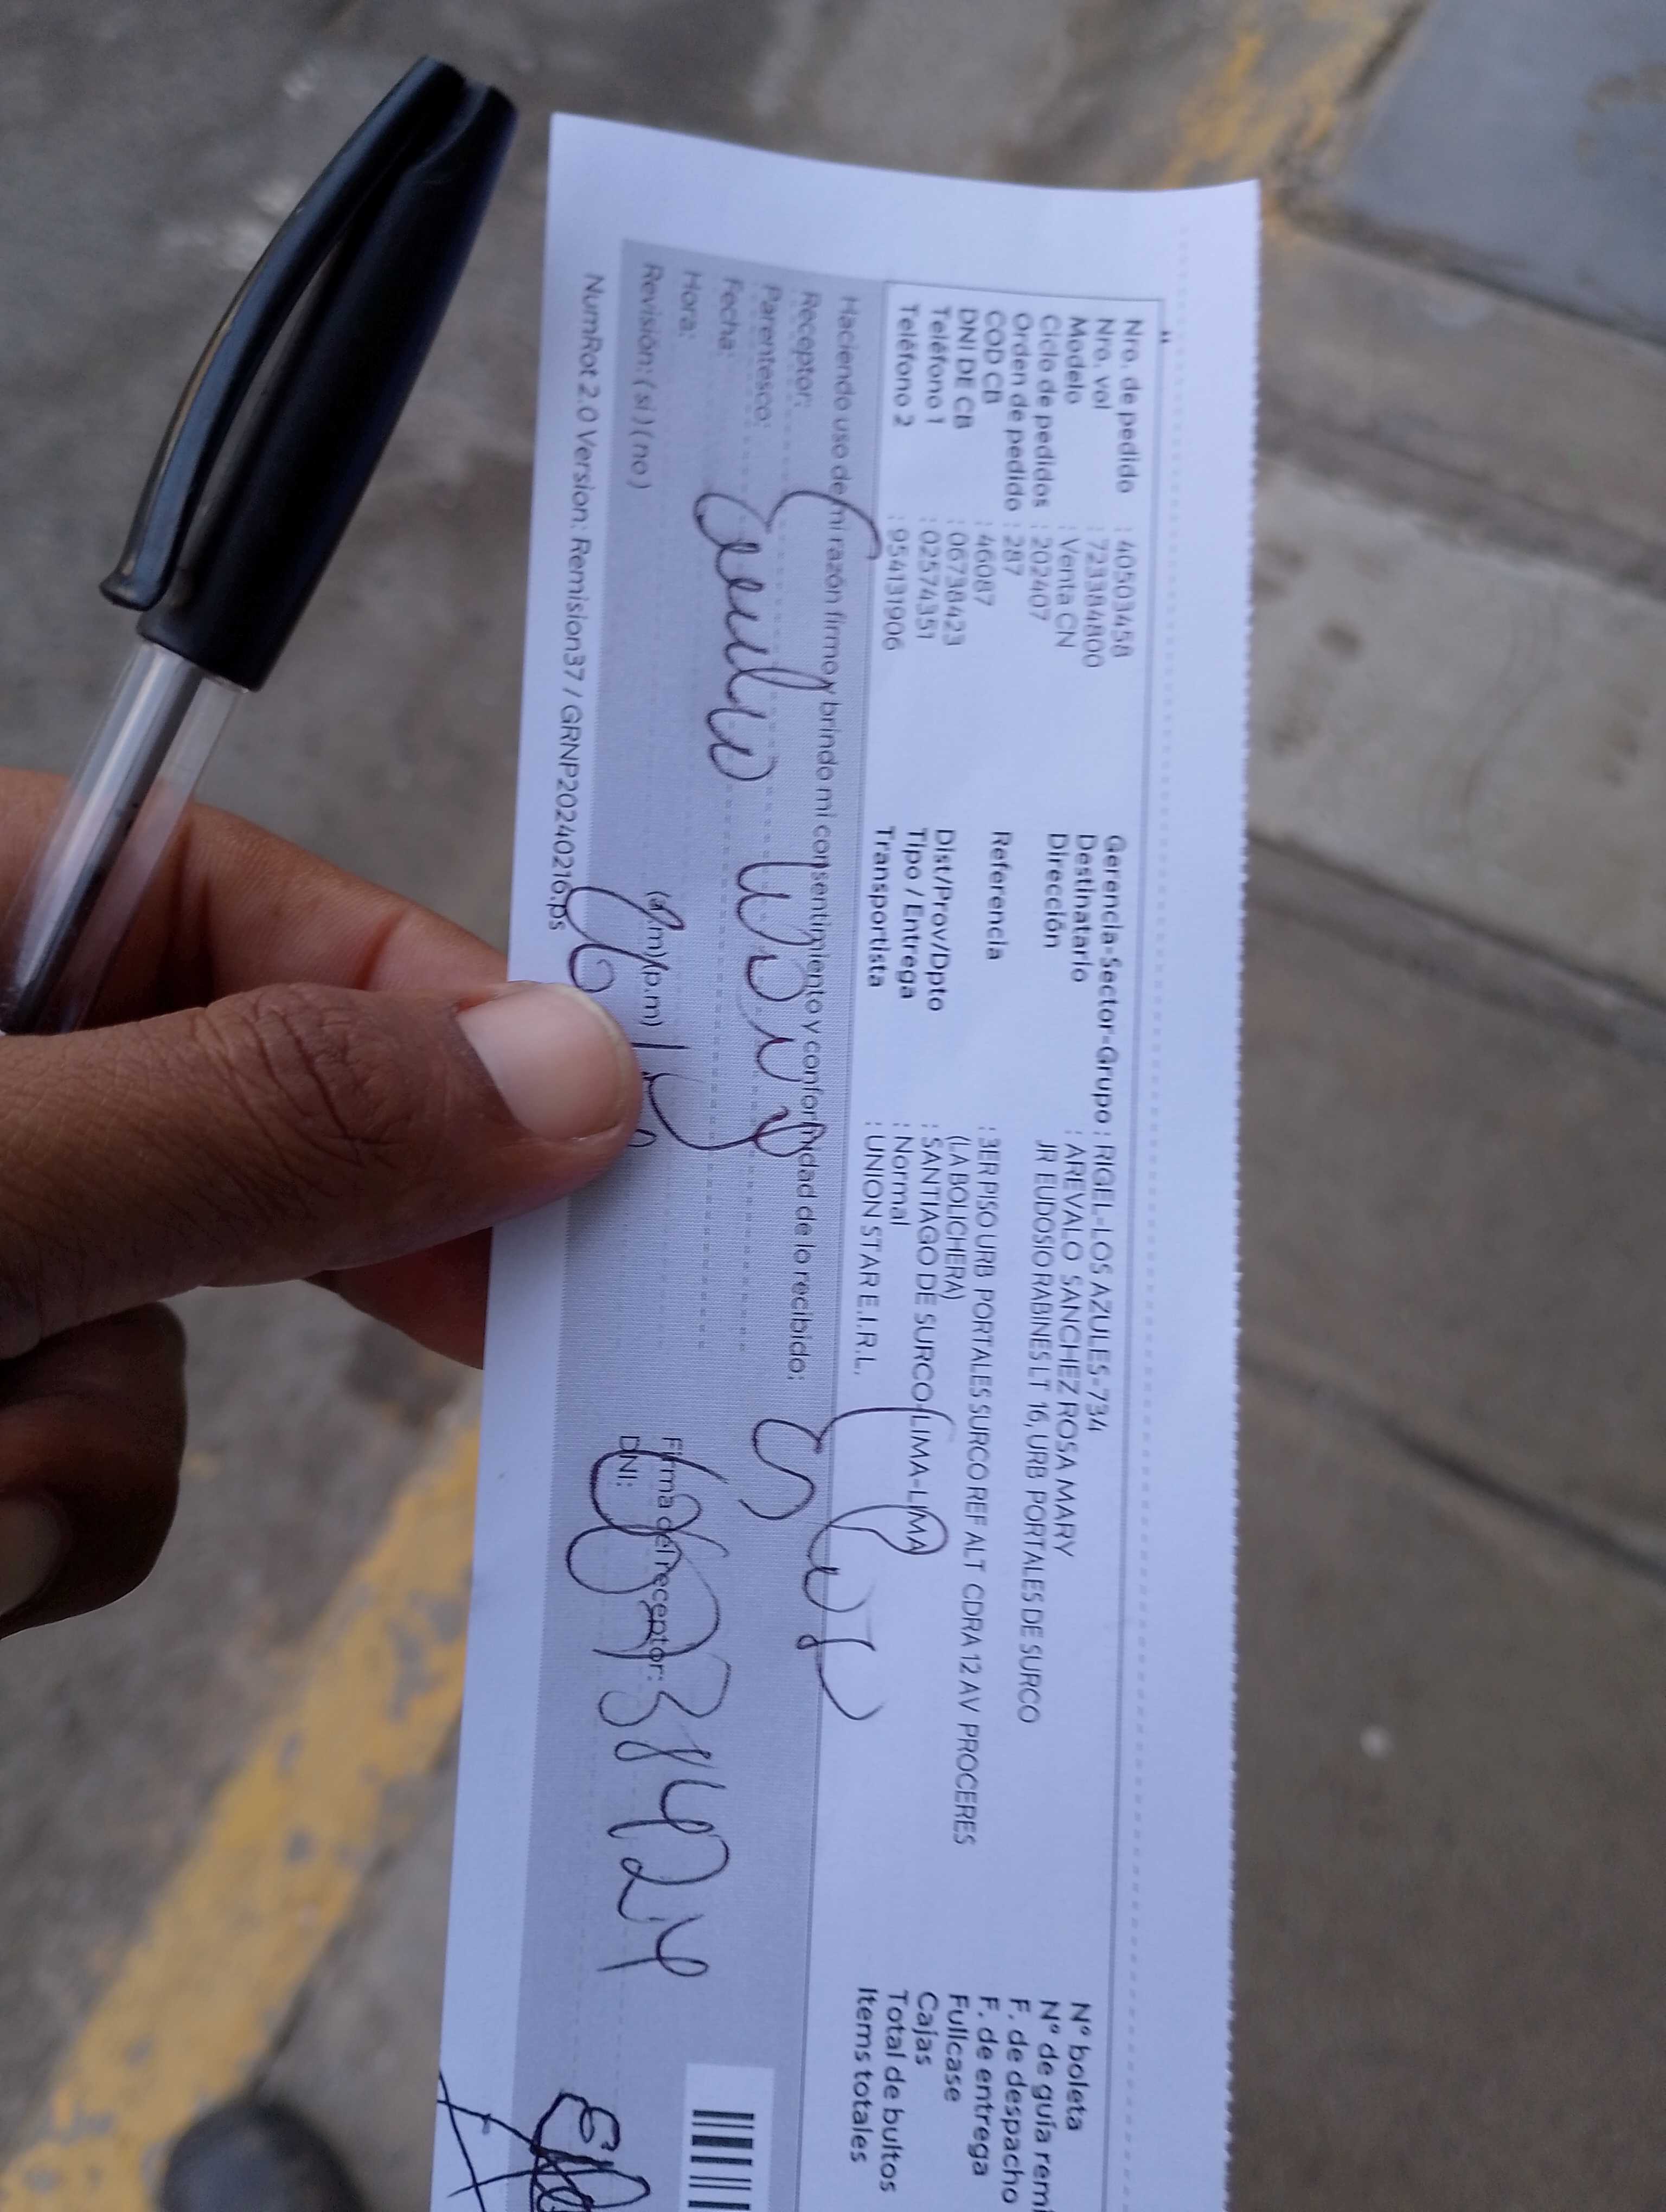 Nro. de pedido : 40503458
Nro. vol : 723384800
Modelo : Venta CN
Ciclo de pedidos : 202407
Orden de pedido : 287
COD CB : 46087
DNI DE CB : 06738423
Teléfono 1 : 02574351
Teléfono 2 : 954131906
Gerencia-Sector-Grupo : RIGEL-LOS AZULES-734
Destinatario : AREVALO SANCHEZ ROSA MARY
Dirección JR EUDOSIO RABINES LT 16, URB PORTALES DE SURCO
Referencia : 3ER PISO URB PORTALES SURCO REF ALT CDRA 12 AV PROCERES
(LA BOLICHERA)
Dist/Prov/Dpto : SANTIAGO DE SURCO-LIMA-LIMA
Tipo / Entrega : Normal
Transportista : UNION STAR E.I.R.L.
N° boleta
N° de guía remi
F. de despacho
F. de entrega
Fullcase
Cajas
Total de bultos
Items totales
Haciendo uso de mi razón firmo y brindo mi consentimiento y conformidad de lo recibido:
Receptor:
Parentesco:
Fecha:
Hora: (a.m) (p.m)
Revisión: ( si ) ( no )
Firma del receptor:
DNI:
NumRot 2.0 Version: Remision37 / GRNP20240216.ps